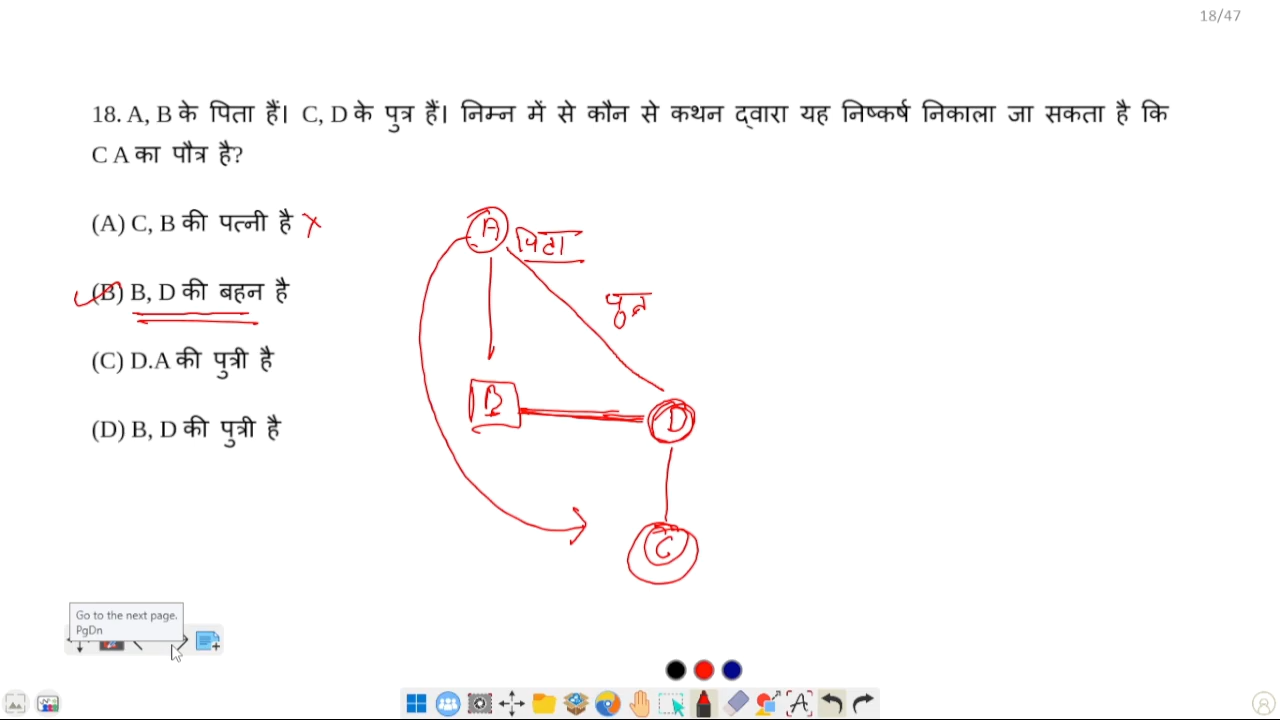 18/47
18. A, B के पिता हैं। C, D के पुत्र हैं। निम्न में से कौन से कथन द्वारा यह निष्कर्ष निकाला जा सकता है कि
C A का पौत्र है?
(A) C, B की पत्नी है
A
पिता
(B) B, D की बहन है
पुत्र
(C) D.A की पुत्री है
B
D
(D) B, D की पुत्री है
C
Go to the next page.
PgDn
A